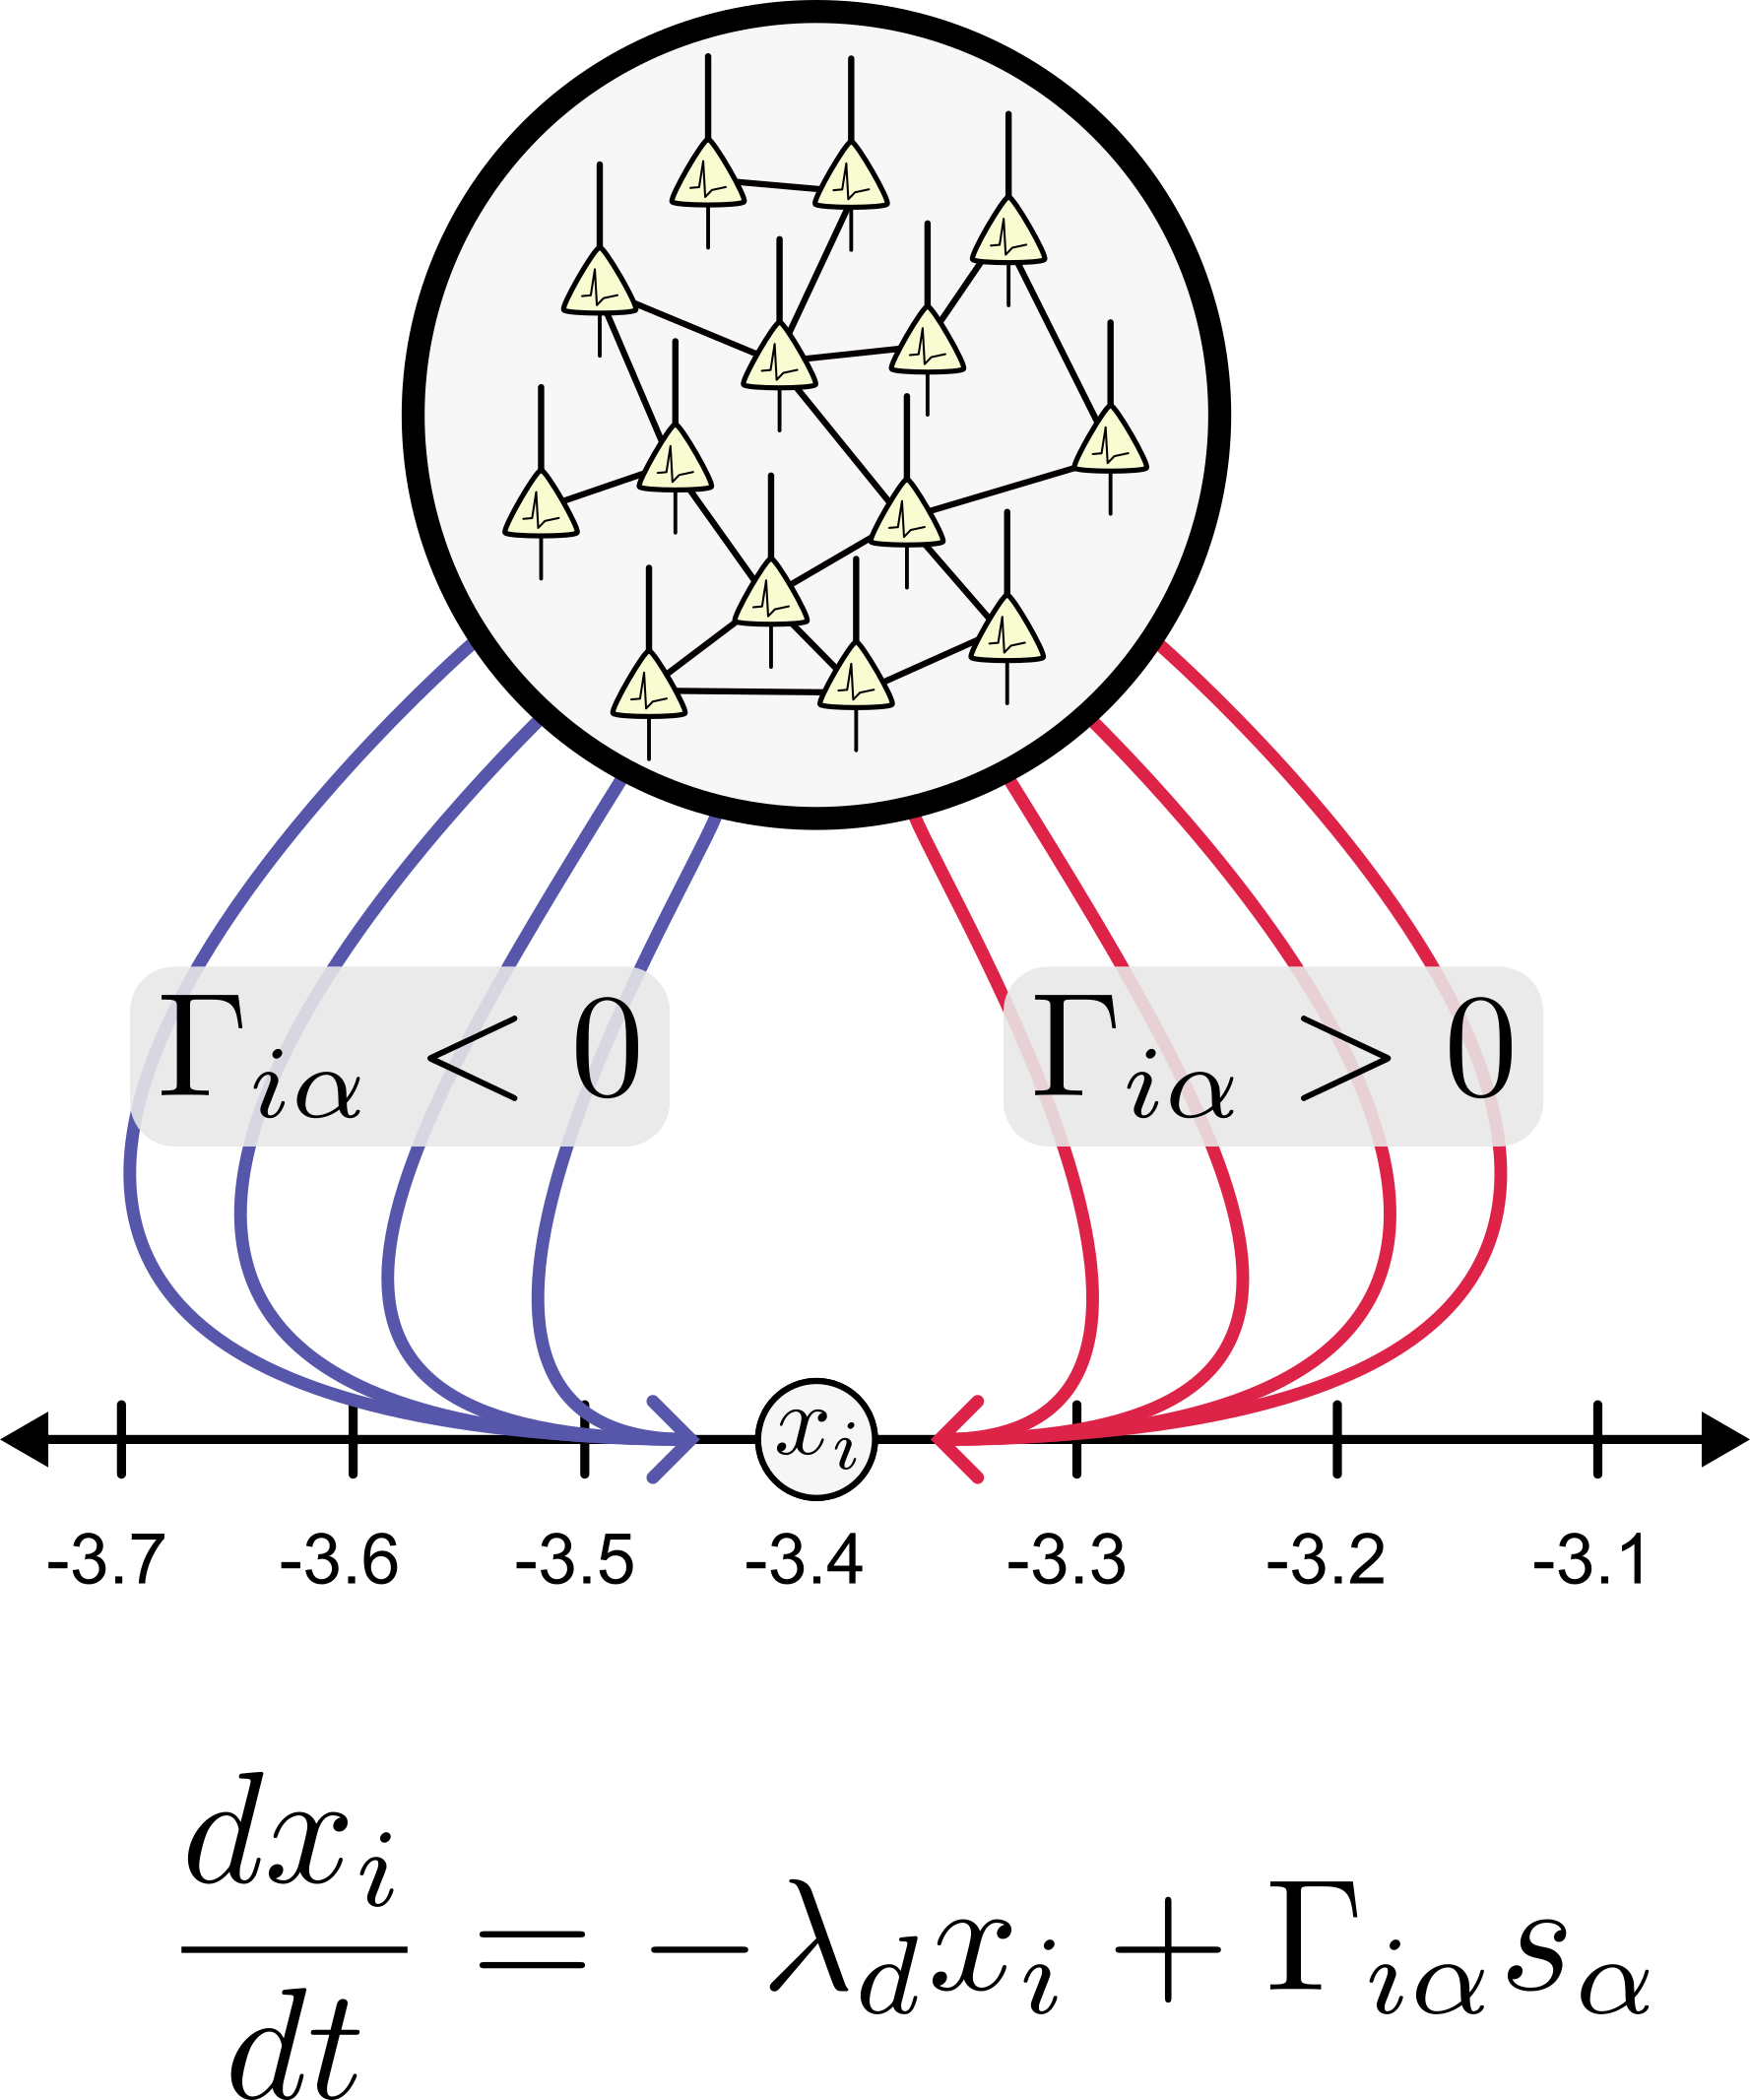 Γ_{iα} < 0 Γ_{iα} > 0
x_i
-3.7 -3.6 -3.5 -3.4 -3.3 -3.2 -3.1
dx_i/dt = −λ_d x_i + Γ_{iα} s_α